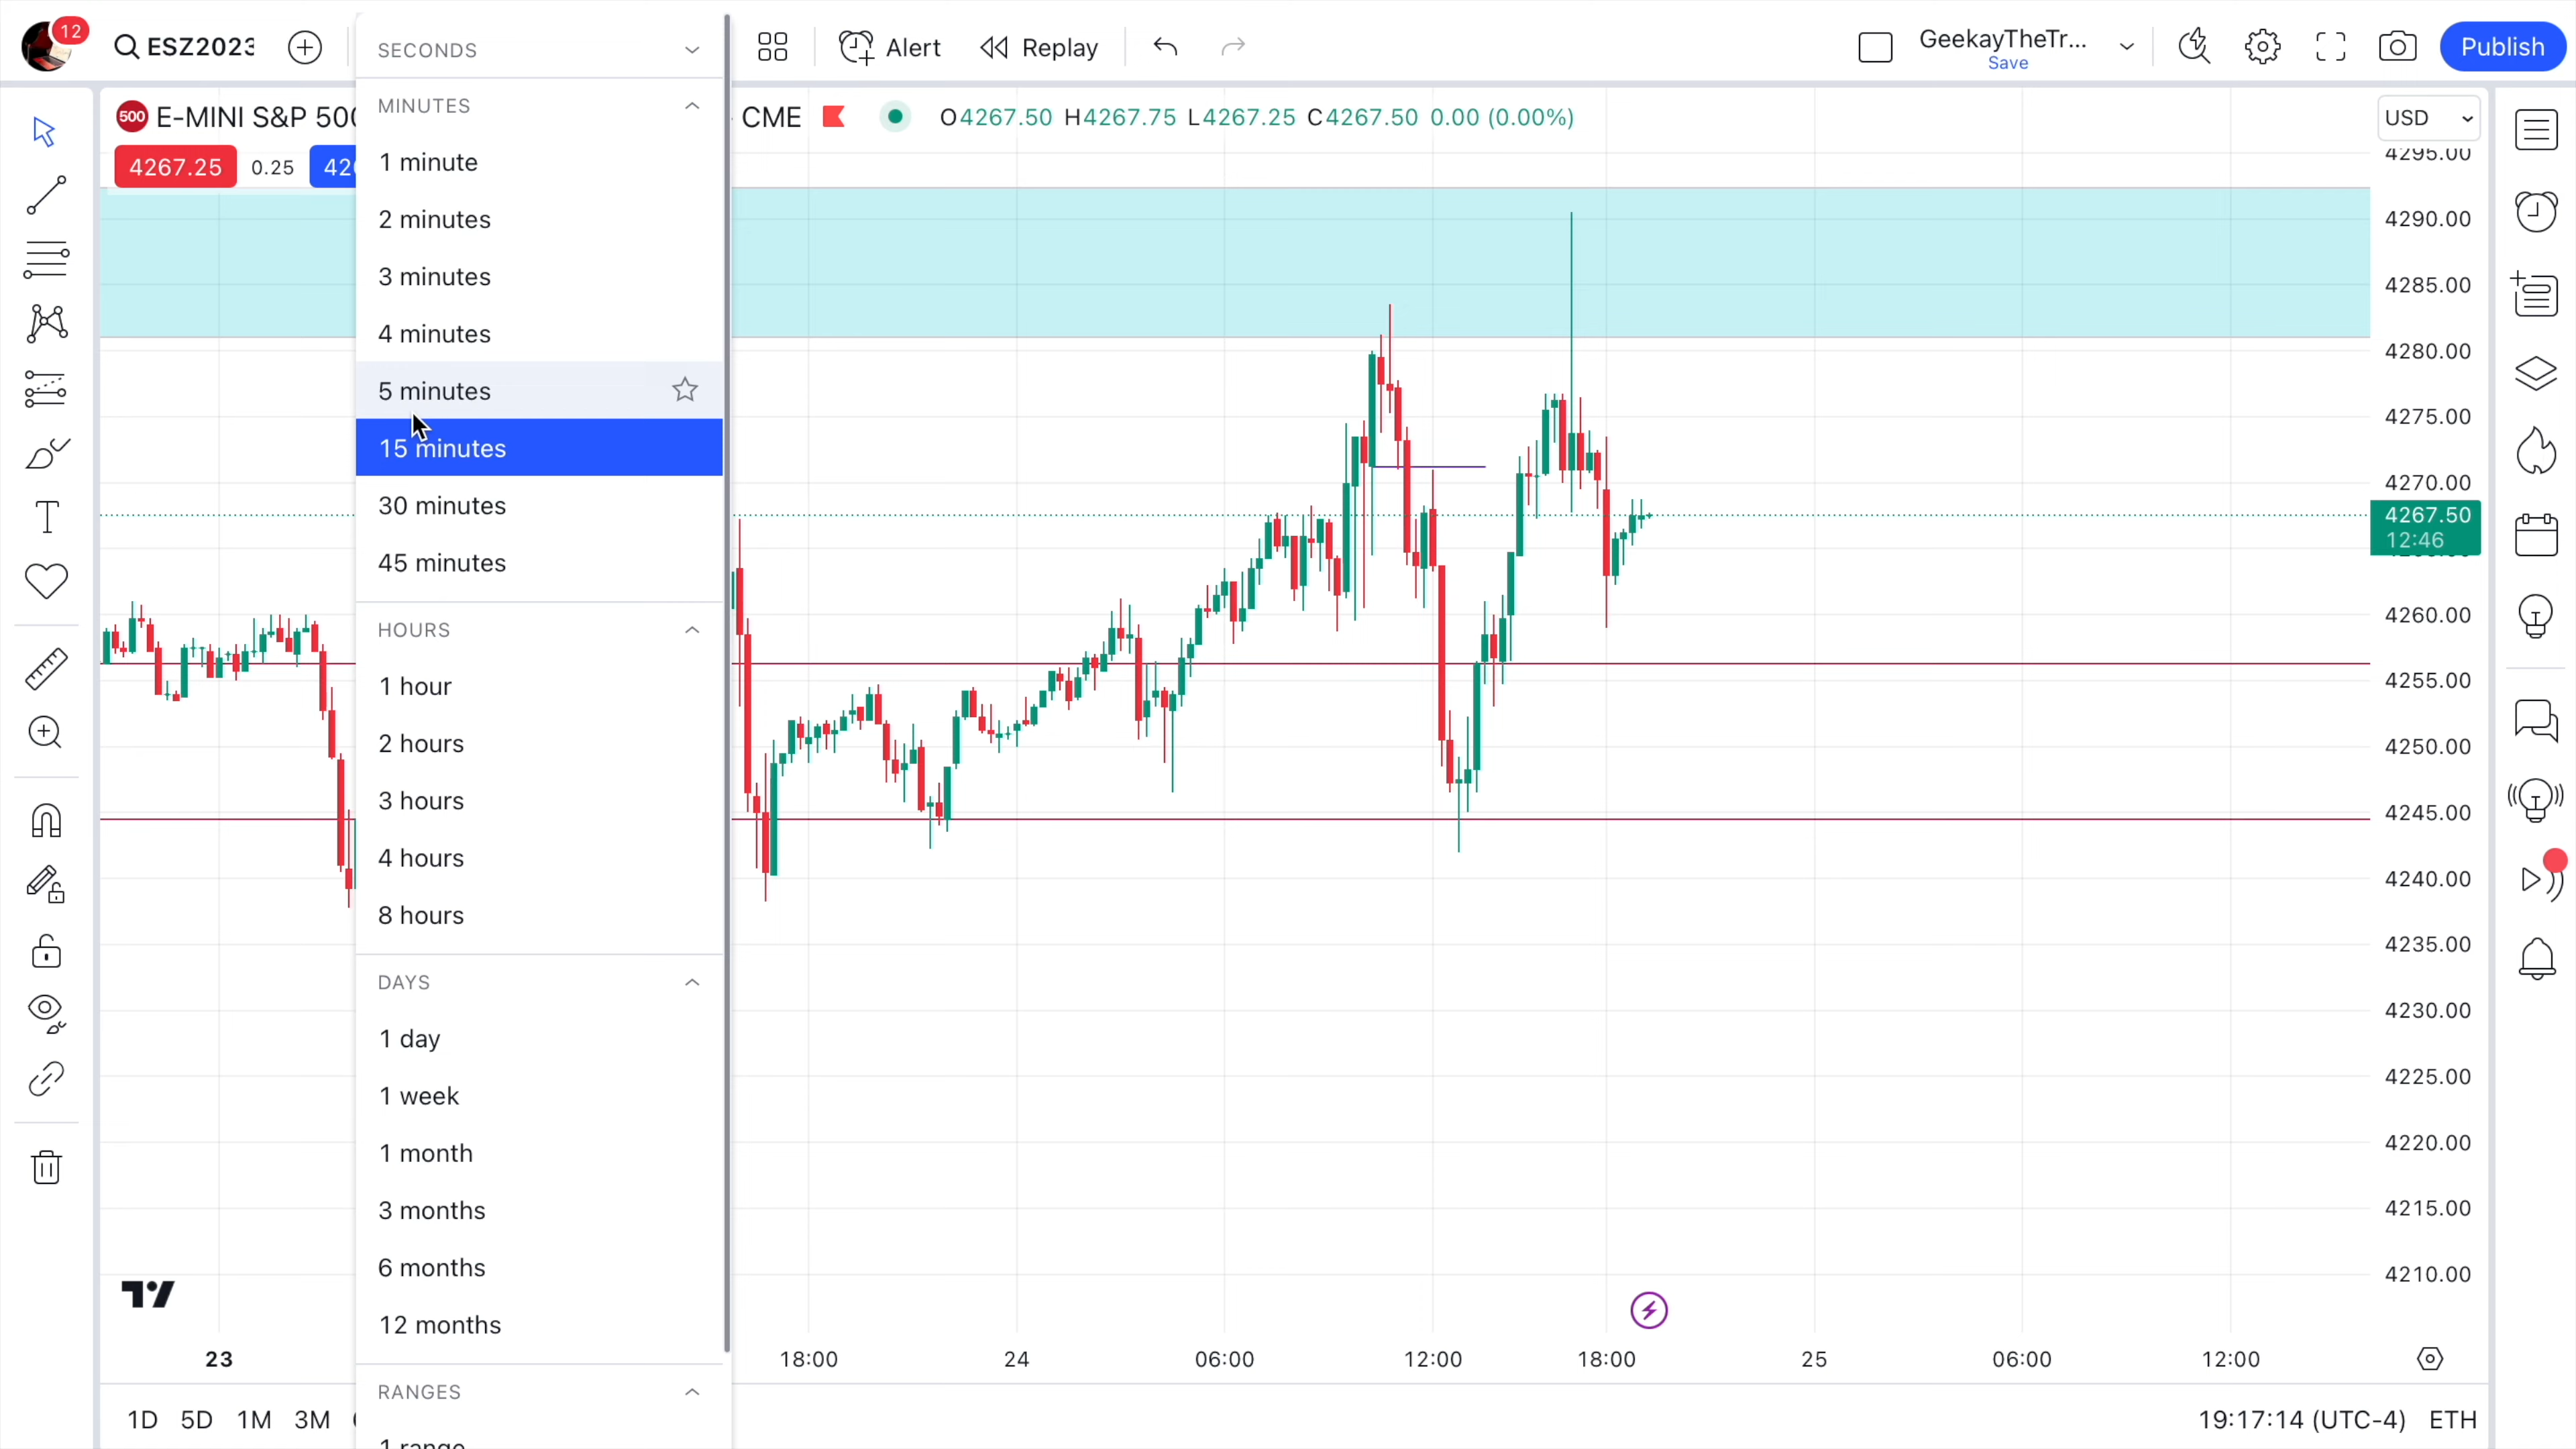 12
ESZ2023
SECONDS
Alert
Replay
GeekayTheTr...
Save
Publish
500
E-MINI S&P 500
CME
O4267.50 H4267.75 L4267.25 C4267.50 0.00 (0.00%)
USD
4267.25
0.25
MINUTES
1 minute
2 minutes
3 minutes
4 minutes
5 minutes
15 minutes
30 minutes
45 minutes
HOURS
1 hour
2 hours
3 hours
4 hours
8 hours
DAYS
1 day
1 week
1 month
3 months
6 months
12 months
RANGES
1 range
4295.00
4290.00
4285.00
4280.00
4275.00
4270.00
4267.50
12:46
4260.00
4255.00
4250.00
4245.00
4240.00
4235.00
4230.00
4225.00
4220.00
4215.00
4210.00
23
18:00
24
06:00
12:00
18:00
25
06:00
12:00
1D
5D
1M
3M
19:17:14 (UTC-4)
ETH